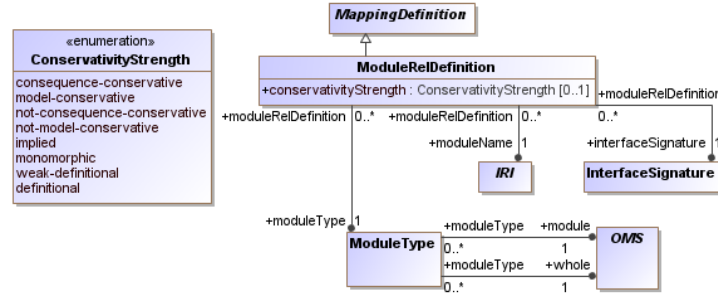 MappingDefinition
«enumeration»
ConservativityStrength
consequence-conservative
model-conservative
not-consequence-conservative
not-model-conservative
implied
monomorphic
weak-definitional
definitional
ModuleRelDefinition
+conservativityStrength : ConservativityStrength [0..1]
+moduleRelDefinition
0..*
+moduleRelDefinition
0..*
+moduleRelDefinition
0..*
+moduleName 1
+interfaceSignature 1
IRI
InterfaceSignature
+moduleType 1
ModuleType
+moduleType +module
0..* 1
+moduleType +whole
0..* 1
OMS